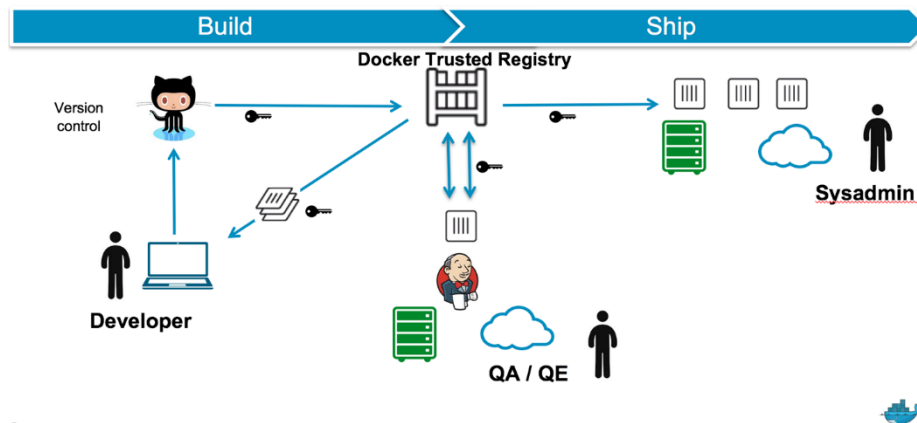 Build
Ship
Docker Trusted Registry
Version
control
Sysadmin
Developer
QA / QE